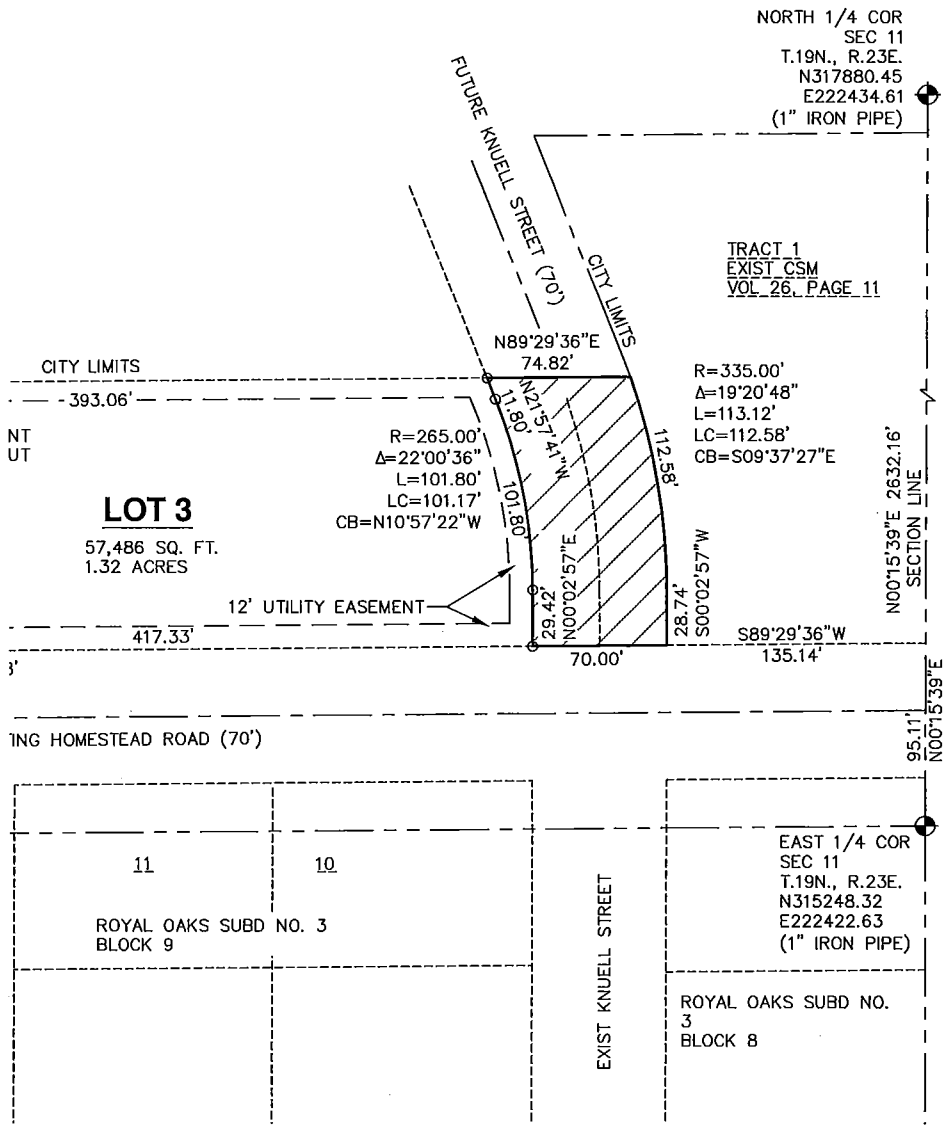 NORTH 1/4 COR
SEC 11
T.19N., R.23E.
N317880.45
E222434.61
(1" IRON PIPE)
FUTURE KNUELL STREET (70')
CITY LIMITS
TRACT 1
EXIST CSM
VOL 26, PAGE 11
N89°29'36"E
74.82'
CITY LIMITS
393.06'
NT
UT
R=335.00'
Δ=19°20'48"
L=113.12'
LC=112.58'
CB=S09°37'27"E
N21°57'41"W
11.80'
112.58'
R=265.00'
Δ=22°00'36"
L=101.80'
LC=101.17'
CB=N10°57'22"W
101.80'
LOT 3
57,486 SQ. FT.
1.32 ACRES
N00°15'39"E 2632.16'
SECTION LINE
12' UTILITY EASEMENT
29.42'
N00°02'57"E
28.74'
S00°02'57"W
417.33'
70.00'
S89°29'36"W
135.14'
3'
TING HOMESTEAD ROAD (70')
95.11'
N00°15'39"E
11
10
ROYAL OAKS SUBD NO. 3
BLOCK 9
EXIST KNUELL STREET
EAST 1/4 COR
SEC 11
T.19N., R.23E.
N315248.32
E222422.63
(1" IRON PIPE)
ROYAL OAKS SUBD NO.
3
BLOCK 8